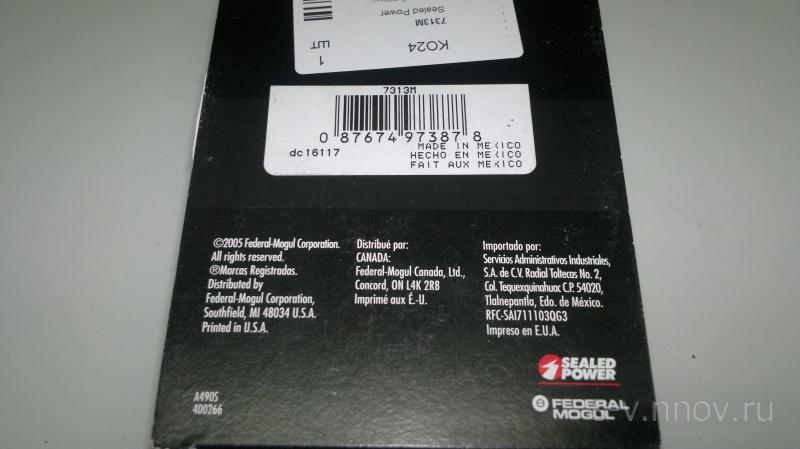 Sealed Power
7313M
KO24
ШТ
1
7313M
0 87674 97387 8
dc16117
MADE IN MEXICO
HECHO EN MEXICO
FAIT AUX MEXICO
©2005 Federal-Mogul Corporation.
All rights reserved.
®Marcas Registradas.
Distributed by
Federal-Mogul Corporation,
Southfield, MI 48034 U.S.A.
Printed in U.S.A.
Distribué par:
CANADA:
Federal-Mogul Canada, Ltd.,
Concord, ON L4K 2R8
Imprimé aux É.-U.
Importado por:
Servicios Administrativos Industriales,
S.A. de C.V. Radial Toltecas No. 2,
Col. Tequexquinahuac C.P. 54020,
Tlalnepantla, Edo. de México.
RFC-SAI711103QG3
Impreso en E.U.A.
SEALED
POWER
FEDERAL
MOGUL
A490S
400266
ev.nnov.ru